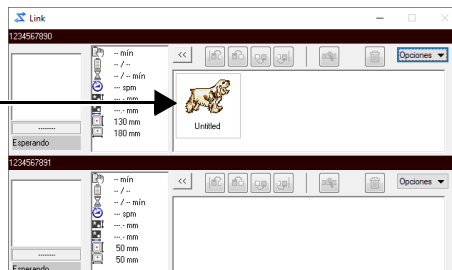 Link
1234567890
-- mín
-- / --
-- / -- mín
--- spm
---.- mm
---.- mm
130 mm
180 mm
--------
Esperando
<<
Opciones
Untitled
1234567891
-- mín
-- / --
-- / -- mín
--- spm
---.- mm
---.- mm
50 mm
50 mm
--------
Esperando
<<
Opciones